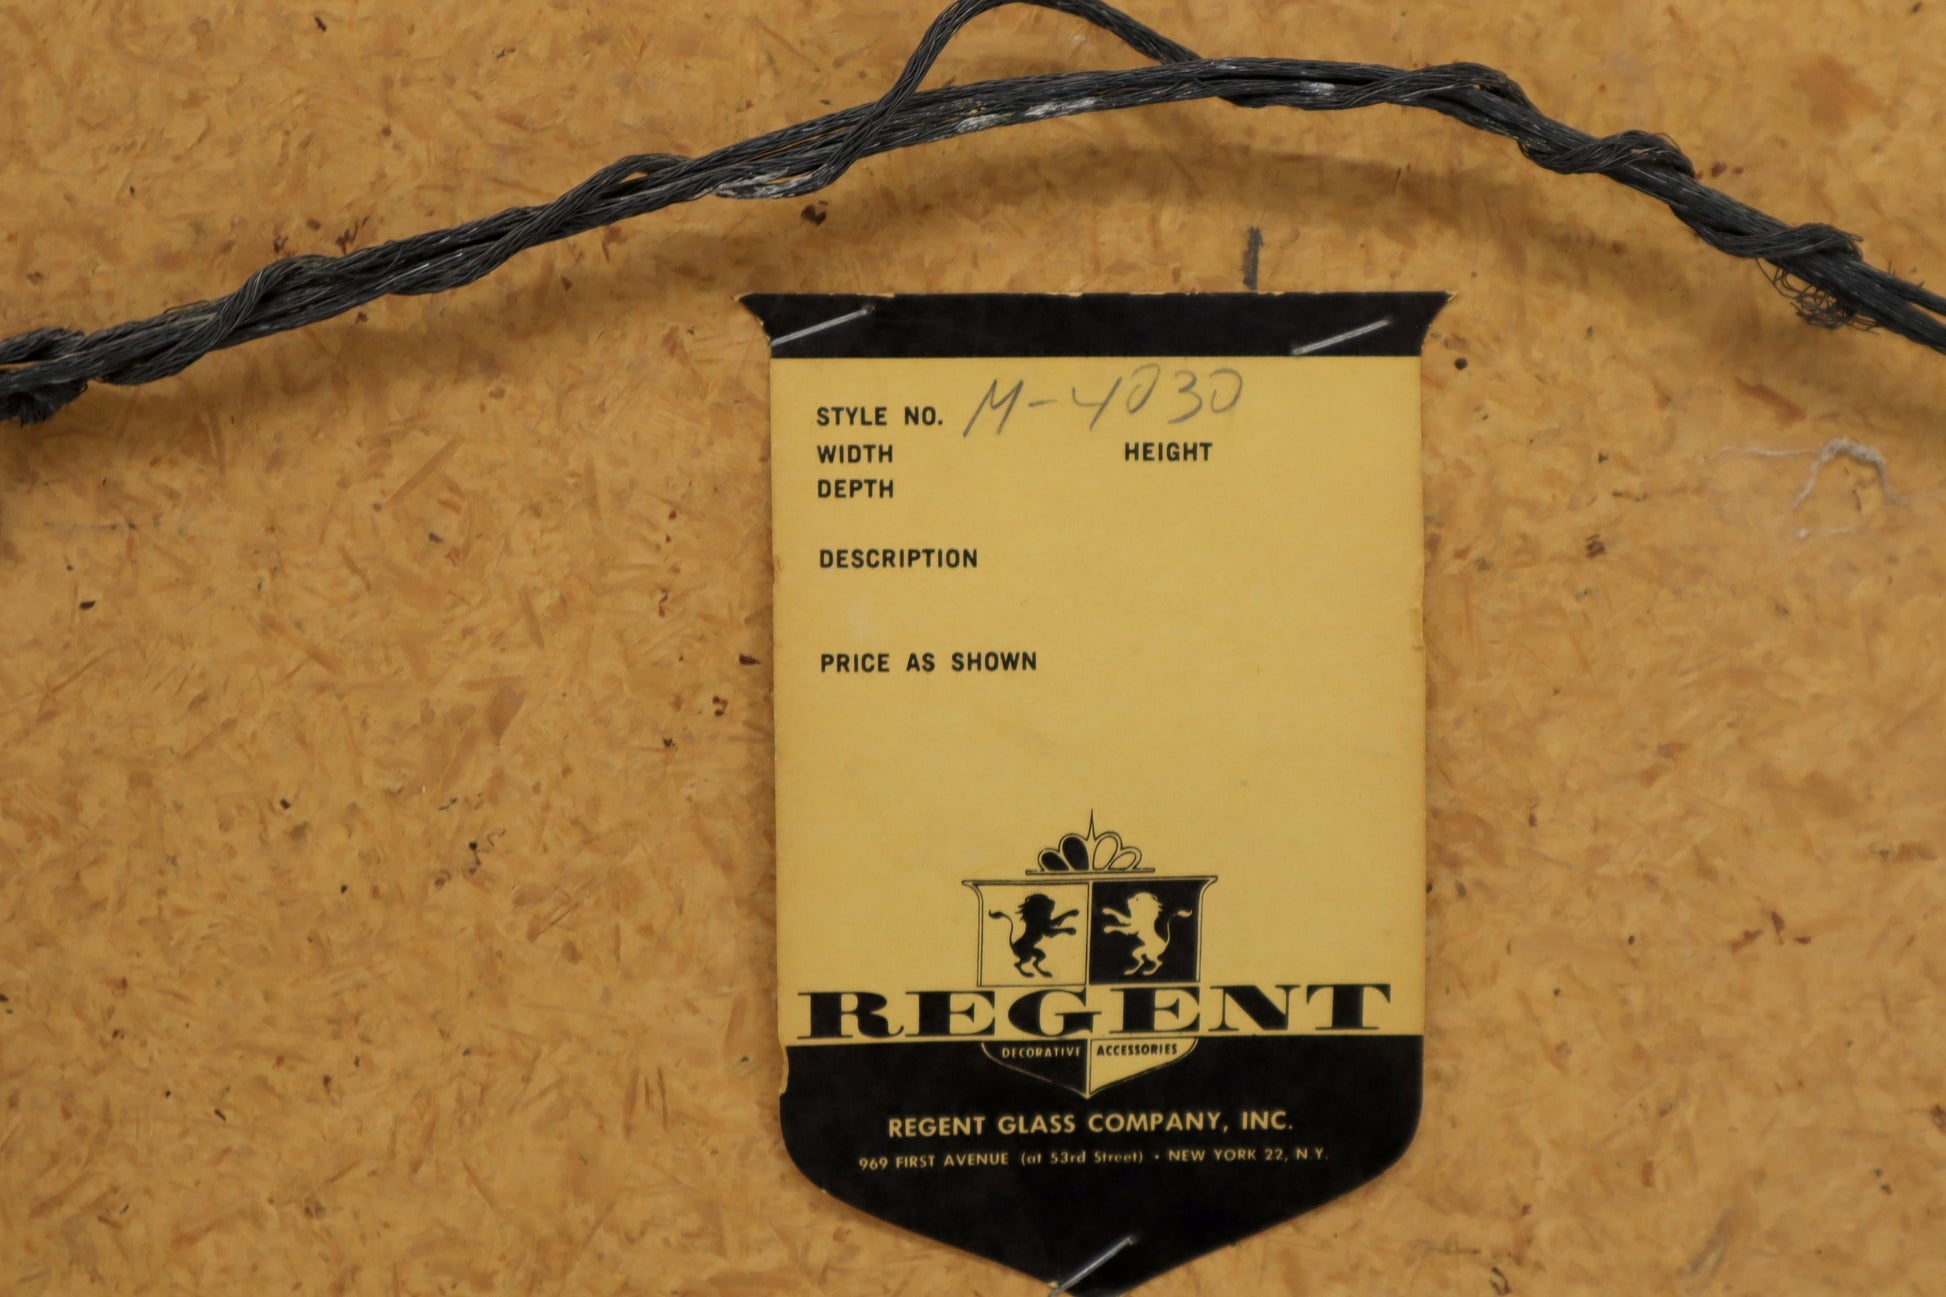 STYLE NO. M-4030
WIDTH HEIGHT
DEPTH
DESCRIPTION
PRICE AS SHOWN
REGENT
DECORATIVE ACCESSORIES
REGENT GLASS COMPANY, INC.
969 FIRST AVENUE (at 53rd Street) • NEW YORK 22, N.Y.